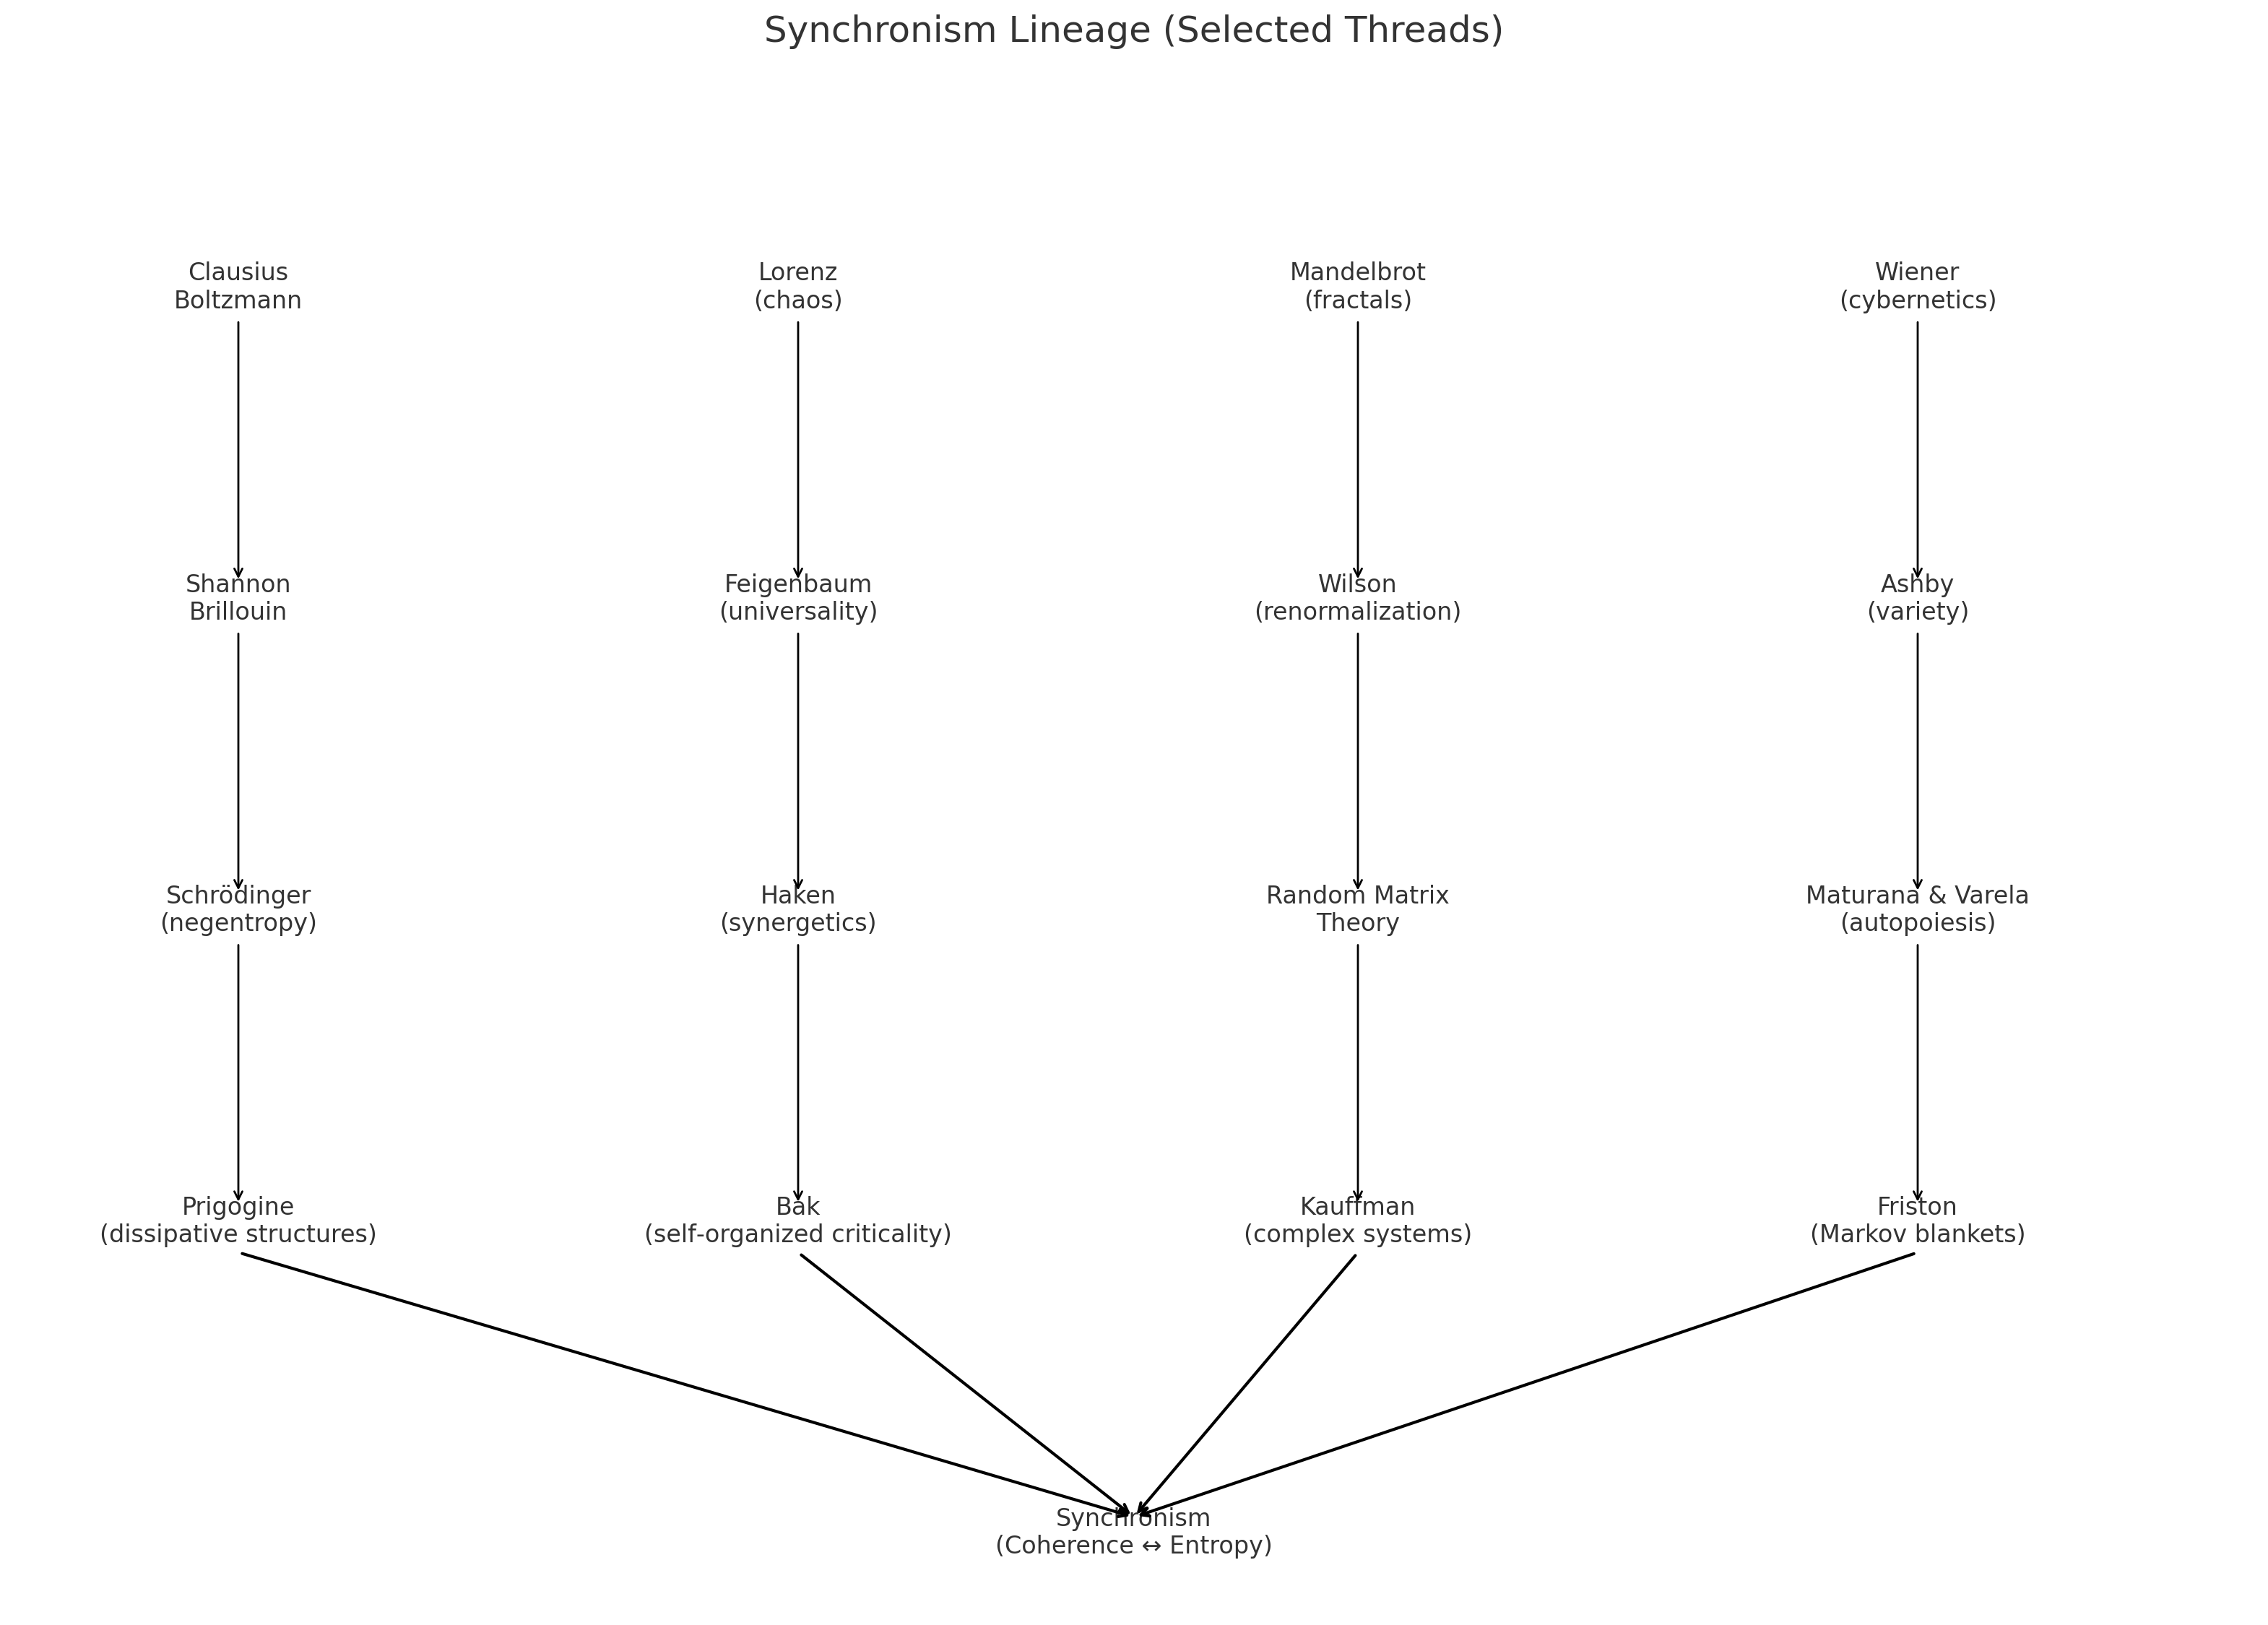 Synchronism Lineage (Selected Threads)
Clausius
Boltzmann
Lorenz
(chaos)
Mandelbrot
(fractals)
Wiener
(cybernetics)
Shannon
Brillouin
Feigenbaum
(universality)
Wilson
(renormalization)
Ashby
(variety)
Schrödinger
(negentropy)
Haken
(synergetics)
Random Matrix
Theory
Maturana & Varela
(autopoiesis)
Prigogine
(dissipative structures)
Bak
(self-organized criticality)
Kauffman
(complex systems)
Friston
(Markov blankets)
Synchronism
(Coherence ↔ Entropy)